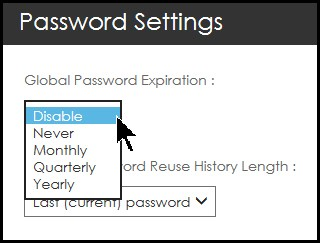 Password Settings
Global Password Expiration :
Disable
Never
Monthly
Quarterly
Yearly
Reuse History Length :
Last (current) password